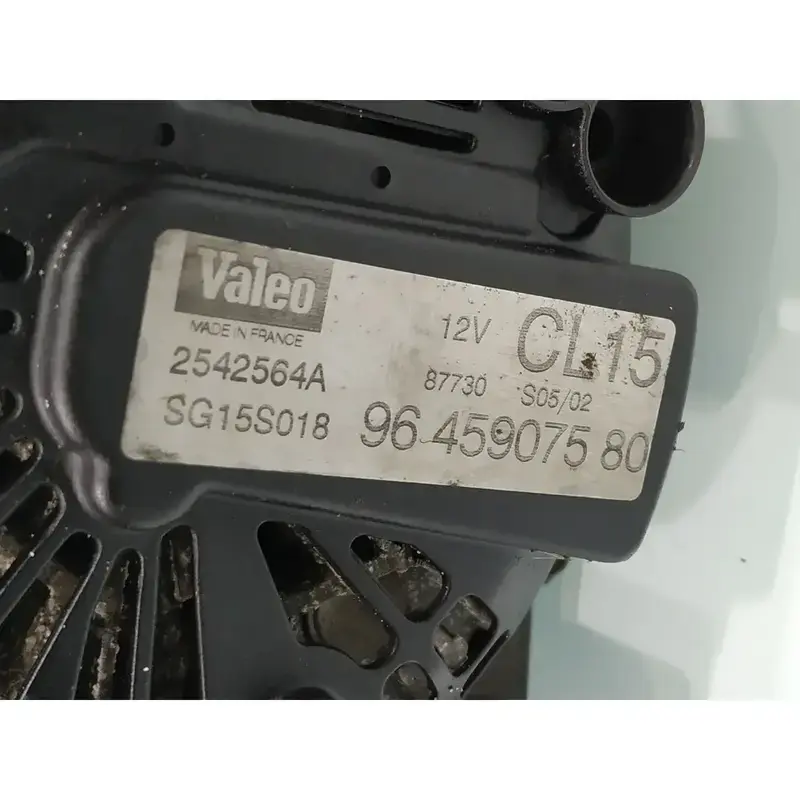 Valeo
MADE IN FRANCE
12V CL15
2542564A 87730 S05/02
SG15S018 96 459075 80